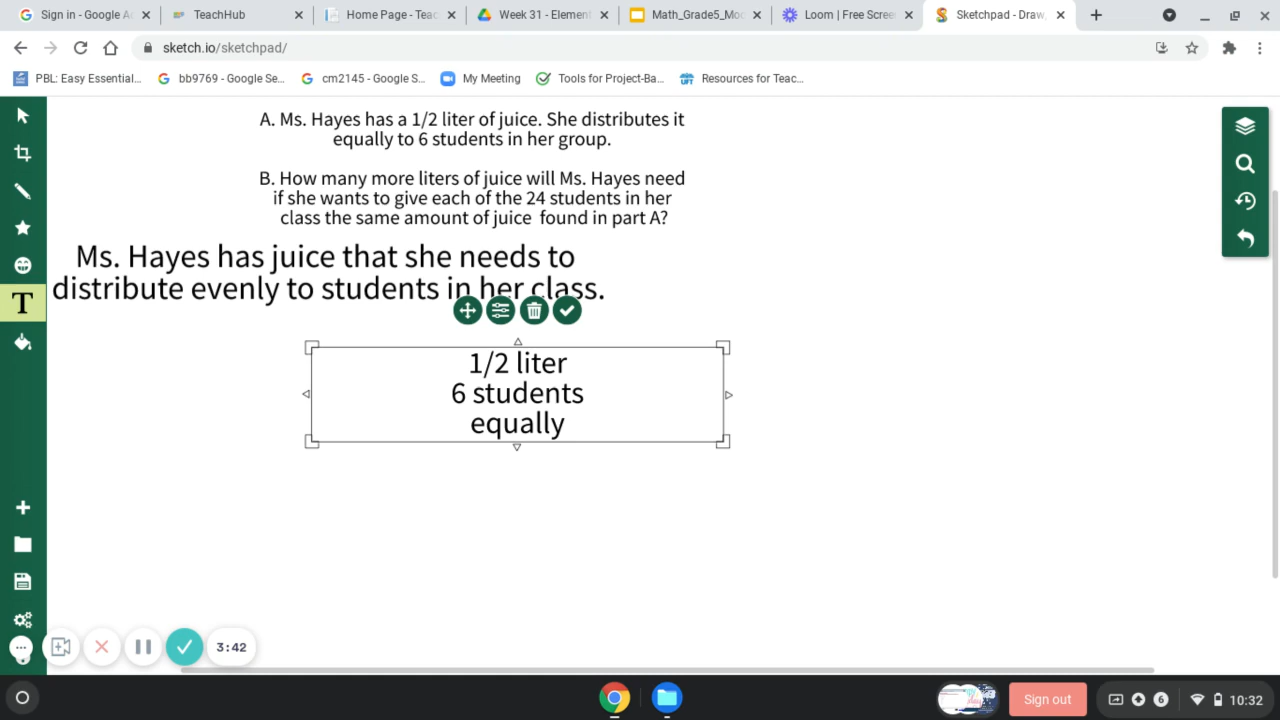 Sign in - Google A
TeachHub
Home Page - Teac
Week 31 - Elemen
Math_Grade5_Mo
Loom | Free Scree
Sketchpad - Draw,
sketch.io/sketchpad/
PBL: Easy Essential...
bb9769 - Google Se...
cm2145 - Google S...
My Meeting
Tools for Project-Ba...
Resources for Teac...
A. Ms. Hayes has a 1/2 liter of juice. She distributes it
equally to 6 students in her group.
B. How many more liters of juice will Ms. Hayes need
if she wants to give each of the 24 students in her
class the same amount of juice found in part A?
Ms. Hayes has juice that she needs to
distribute evenly to students in her class.
T
1/2 liter
6 students
equally
3:42
Sign out
6
10:32